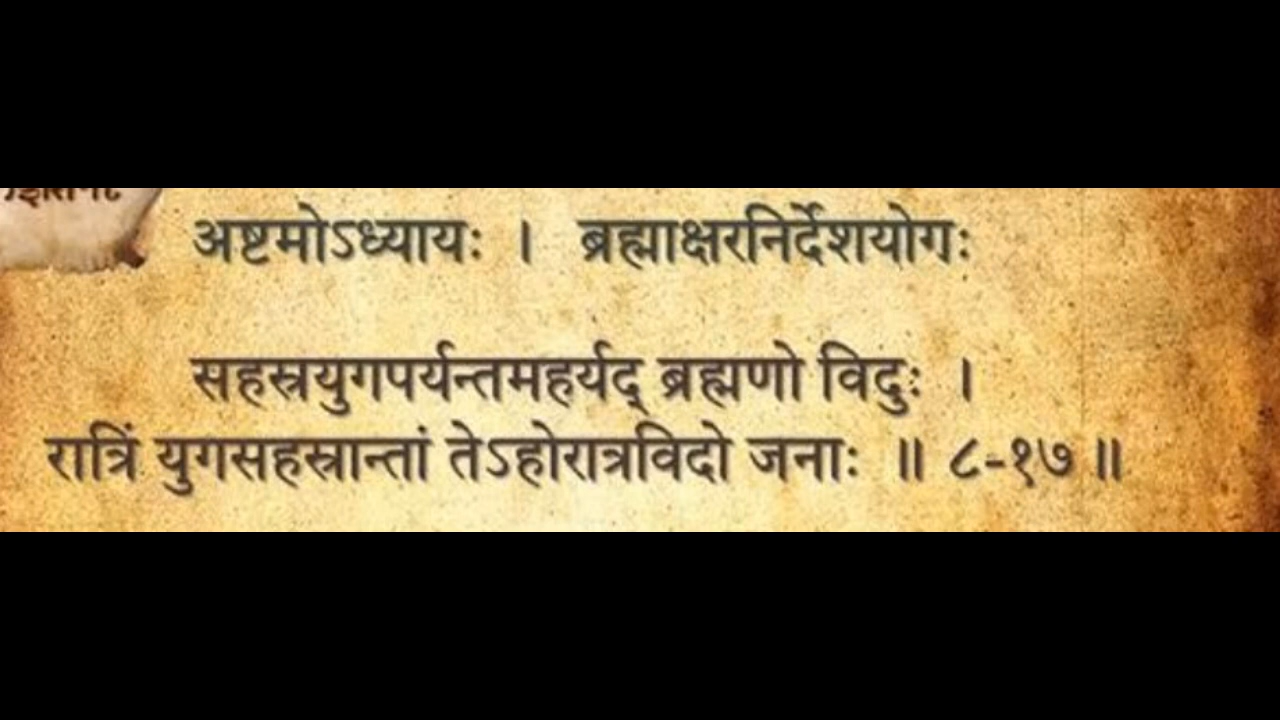 अष्टमोऽध्यायः । ब्रह्माक्षरनिर्देशयोगः
सहस्रयुगपर्यन्तमहर्यद् ब्रह्मणो विदुः ।
रात्रिं युगसहस्रान्तां तेऽहोरात्रविदो जनाः ॥ ८-१७ ॥